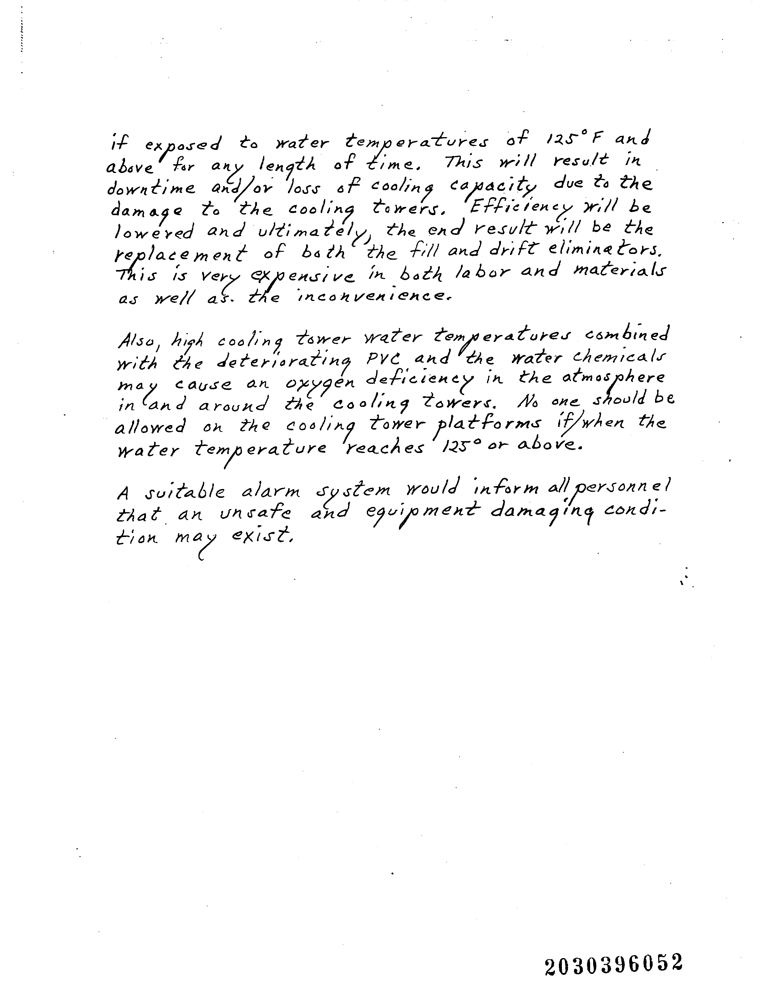 if exposed to water temperatures of 125°F and
above for any length of time. This will result in
downtime and/or loss of cooling capacity due to the
damage to the cooling towers. Efficiency will be
lowered and ultimately, the end result will be the
replacement of both the fill and drift eliminators.
This is very expensive in both labor and materials
as well as the inconvenience.
Also, high cooling tower water temperatures combined
with the deteriorating PVC and the water chemicals
may cause an oxygen deficiency in the atmosphere
in and around the cooling towers. No one should be
allowed on the cooling tower platforms if/when the
water temperature reaches 125° or above.
A suitable alarm system would inform all personnel
that an unsafe and equipment damaging condi-
tion may exist.
2030396052